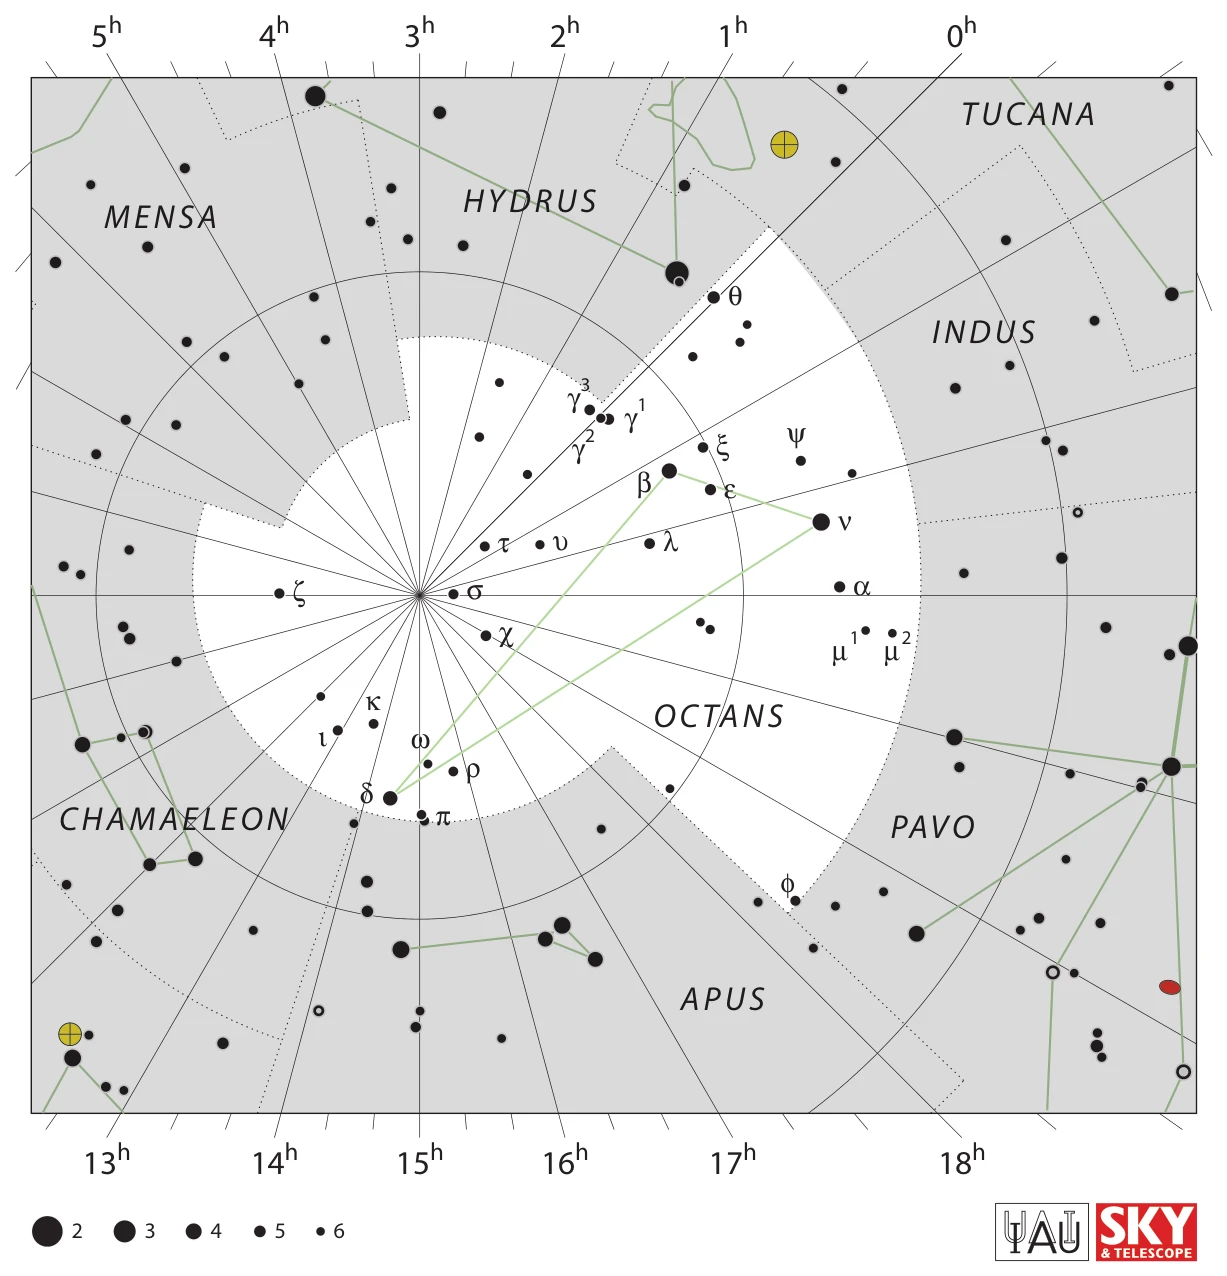 5h 4h 3h 2h 1h 0h
TUCANA
HYDRUS
MENSA
θ
INDUS
γ3
γ1
γ2
ξ
ψ
β
ε
ν
τ
υ
λ
α
ζ
σ
χ
μ1
μ2
κ
OCTANS
ι
ω
ρ
δ
π
CHAMAELEON
PAVO
ϕ
APUS
13h 14h 15h 16h 17h 18h
2 3 4 5 6
IAU
SKY
& TELESCOPE